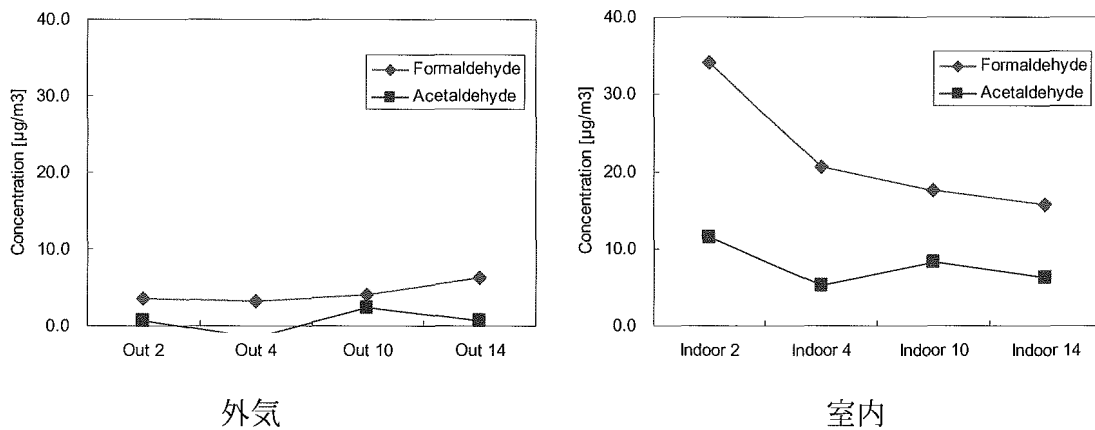 Concentration [µg/m3]
40.0
30.0
20.0
10.0
0.0
Formaldehyde
Acetaldehyde
Out 2
Out 4
Out 10
Out 14
外気
Concentration [µg/m3]
40.0
30.0
20.0
10.0
0.0
Formaldehyde
Acetaldehyde
Indoor 2
Indoor 4
Indoor 10
Indoor 14
室内